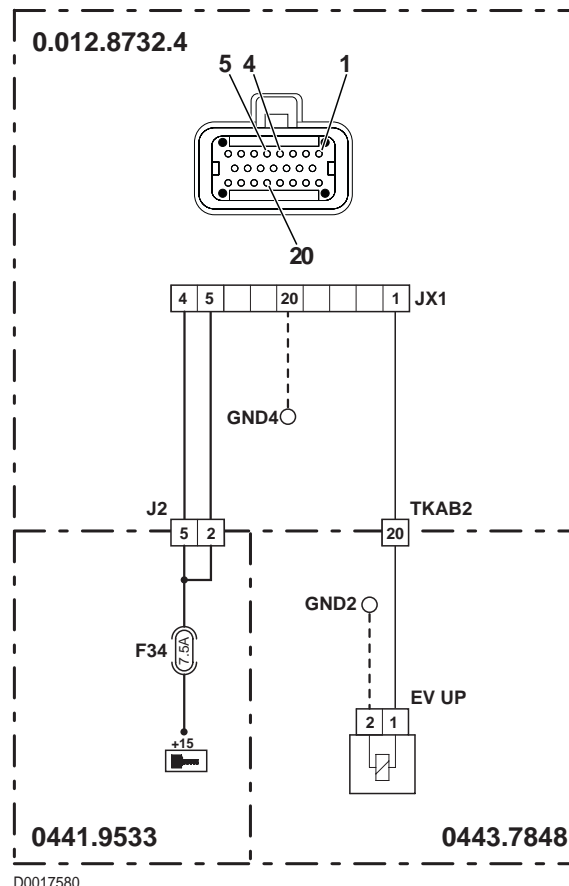 0.012.8732.4
5 4 1
20
4 5 20 1 JX1
GND4
J2 TKAB2
5 2 20
GND2
F34 7.5A
EV UP
+15
2 1
0441.9533 0443.7848
D0017580